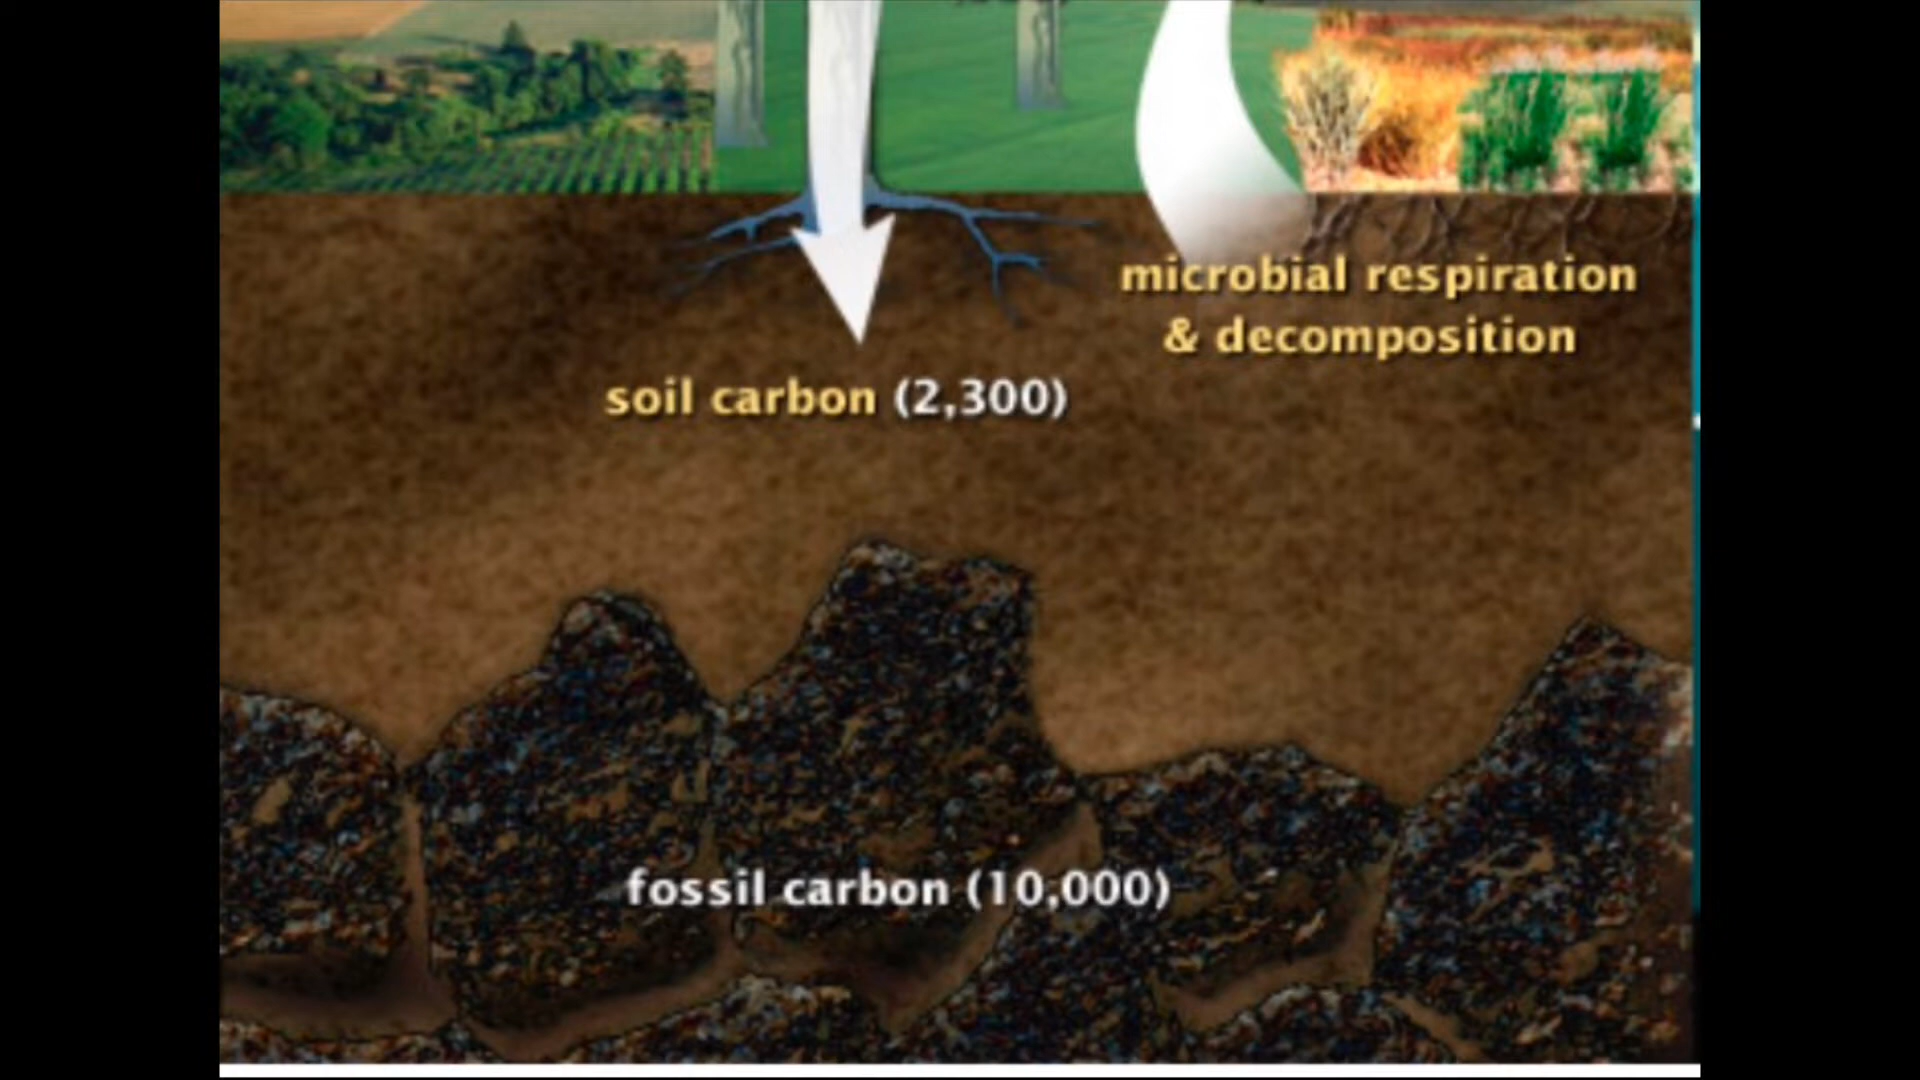 microbial respiration
& decomposition
soil carbon (2,300)
fossil carbon (10,000)